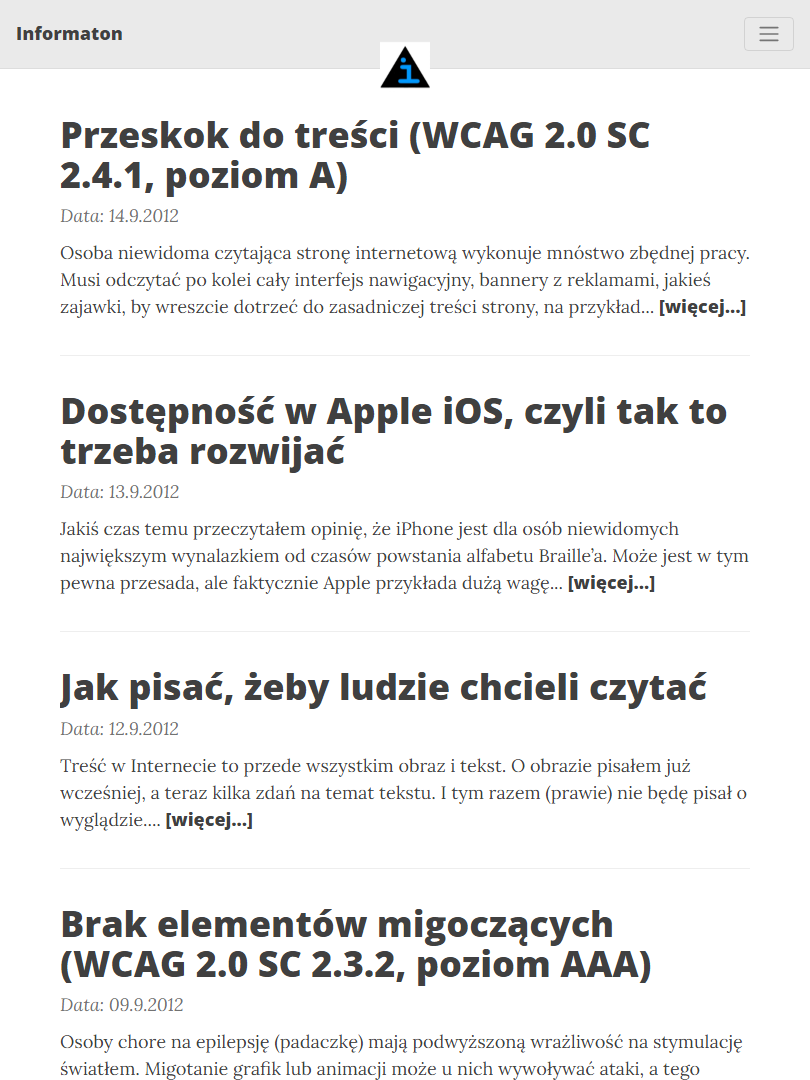 Informaton
i
Przeskok do treści (WCAG 2.0 SC
2.4.1, poziom A)
Data: 14.9.2012
Osoba niewidoma czytająca stronę internetową wykonuje mnóstwo zbędnej pracy.
Musi odczytać po kolei cały interfejs nawigacyjny, bannery z reklamami, jakieś
zajawki, by wreszcie dotrzeć do zasadniczej treści strony, na przykład... [więcej...]
Dostępność w Apple iOS, czyli tak to
trzeba rozwijać
Data: 13.9.2012
Jakiś czas temu przeczytałem opinię, że iPhone jest dla osób niewidomych
największym wynalazkiem od czasów powstania alfabetu Braille’a. Może jest w tym
pewna przesada, ale faktycznie Apple przykłada dużą wagę... [więcej...]
Jak pisać, żeby ludzie chcieli czytać
Data: 12.9.2012
Treść w Internecie to przede wszystkim obraz i tekst. O obrazie pisałem już
wcześniej, a teraz kilka zdań na temat tekstu. I tym razem (prawie) nie będę pisał o
wyglądzie.... [więcej...]
Brak elementów migoczących
(WCAG 2.0 SC 2.3.2, poziom AAA)
Data: 09.9.2012
Osoby chore na epilepsję (padaczkę) mają podwyższoną wrażliwość na stymulację
światłem. Migotanie grafik lub animacji może u nich wywoływać ataki, a tego